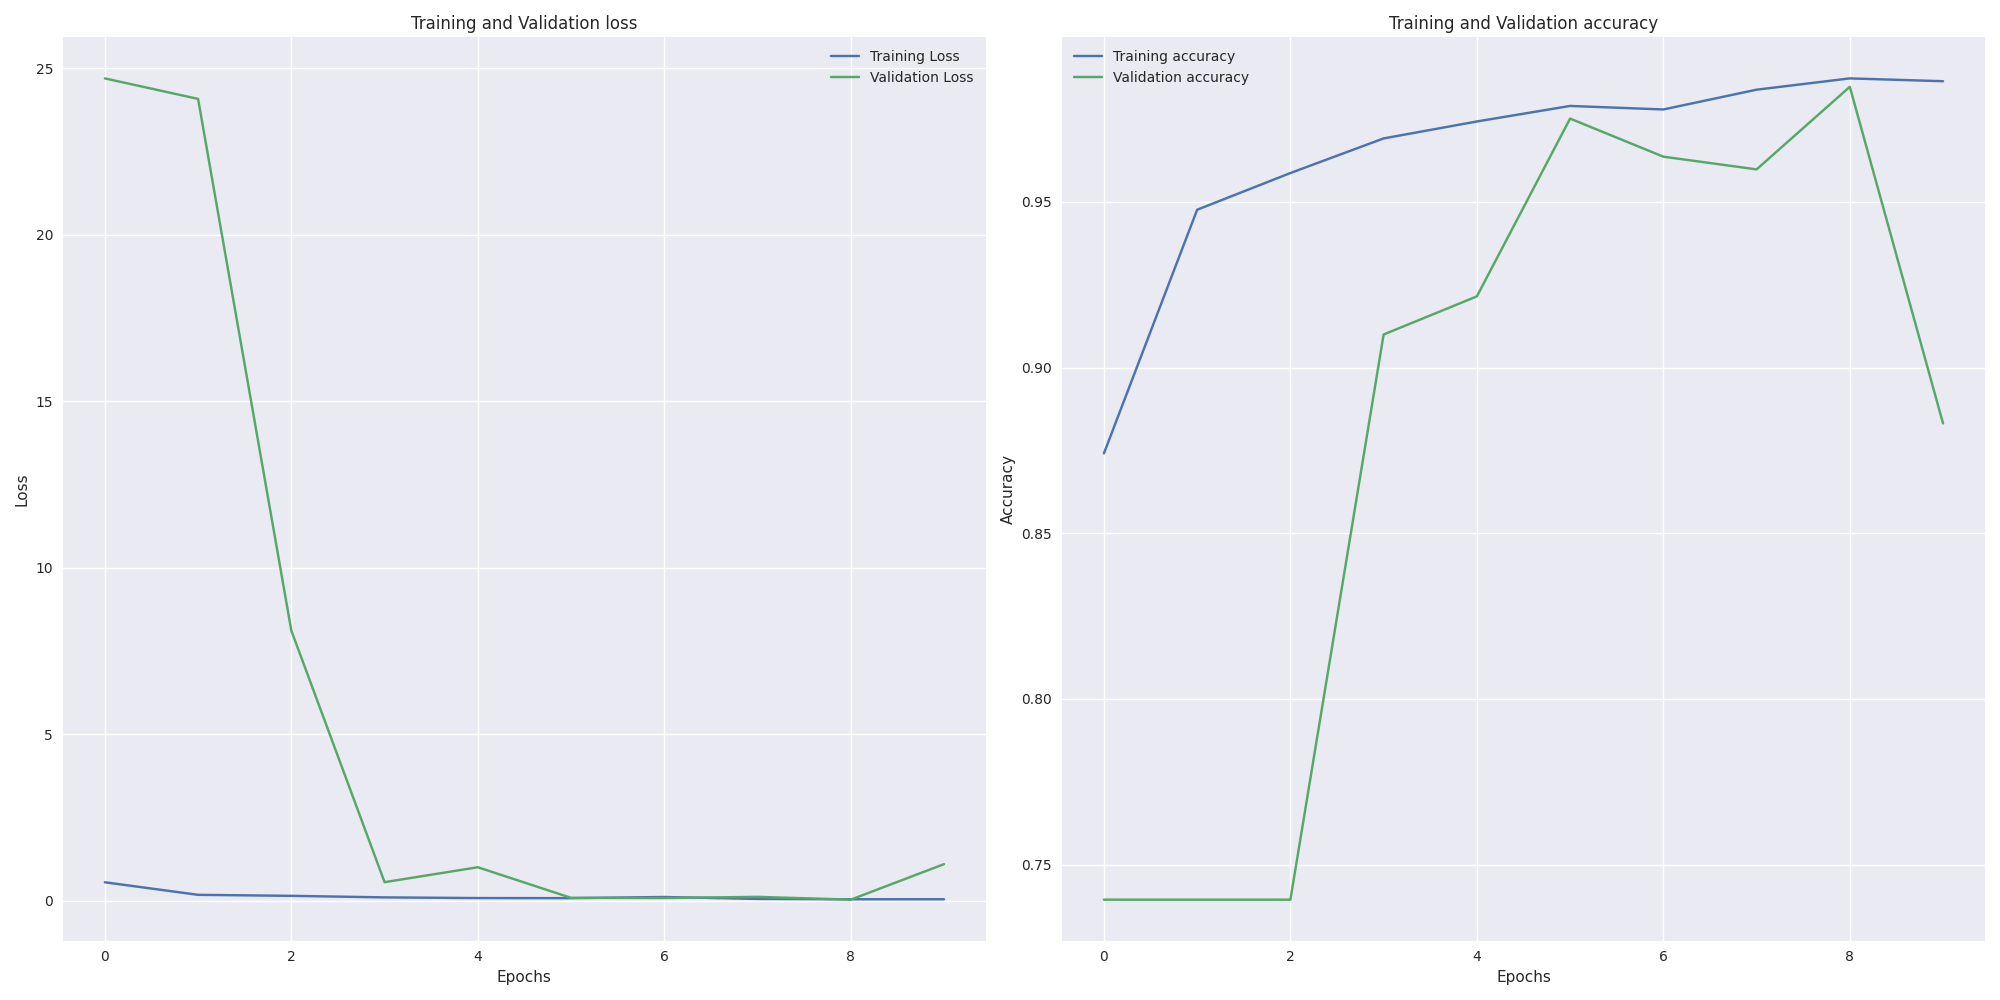 Training and Validation loss
Training Loss
Validation Loss
25
20
15
10
5
0
Loss
0 2 4 6 8
Epochs
Training and Validation accuracy
Training accuracy
Validation accuracy
0.95
0.90
0.85
0.80
0.75
Accuracy
0 2 4 6 8
Epochs